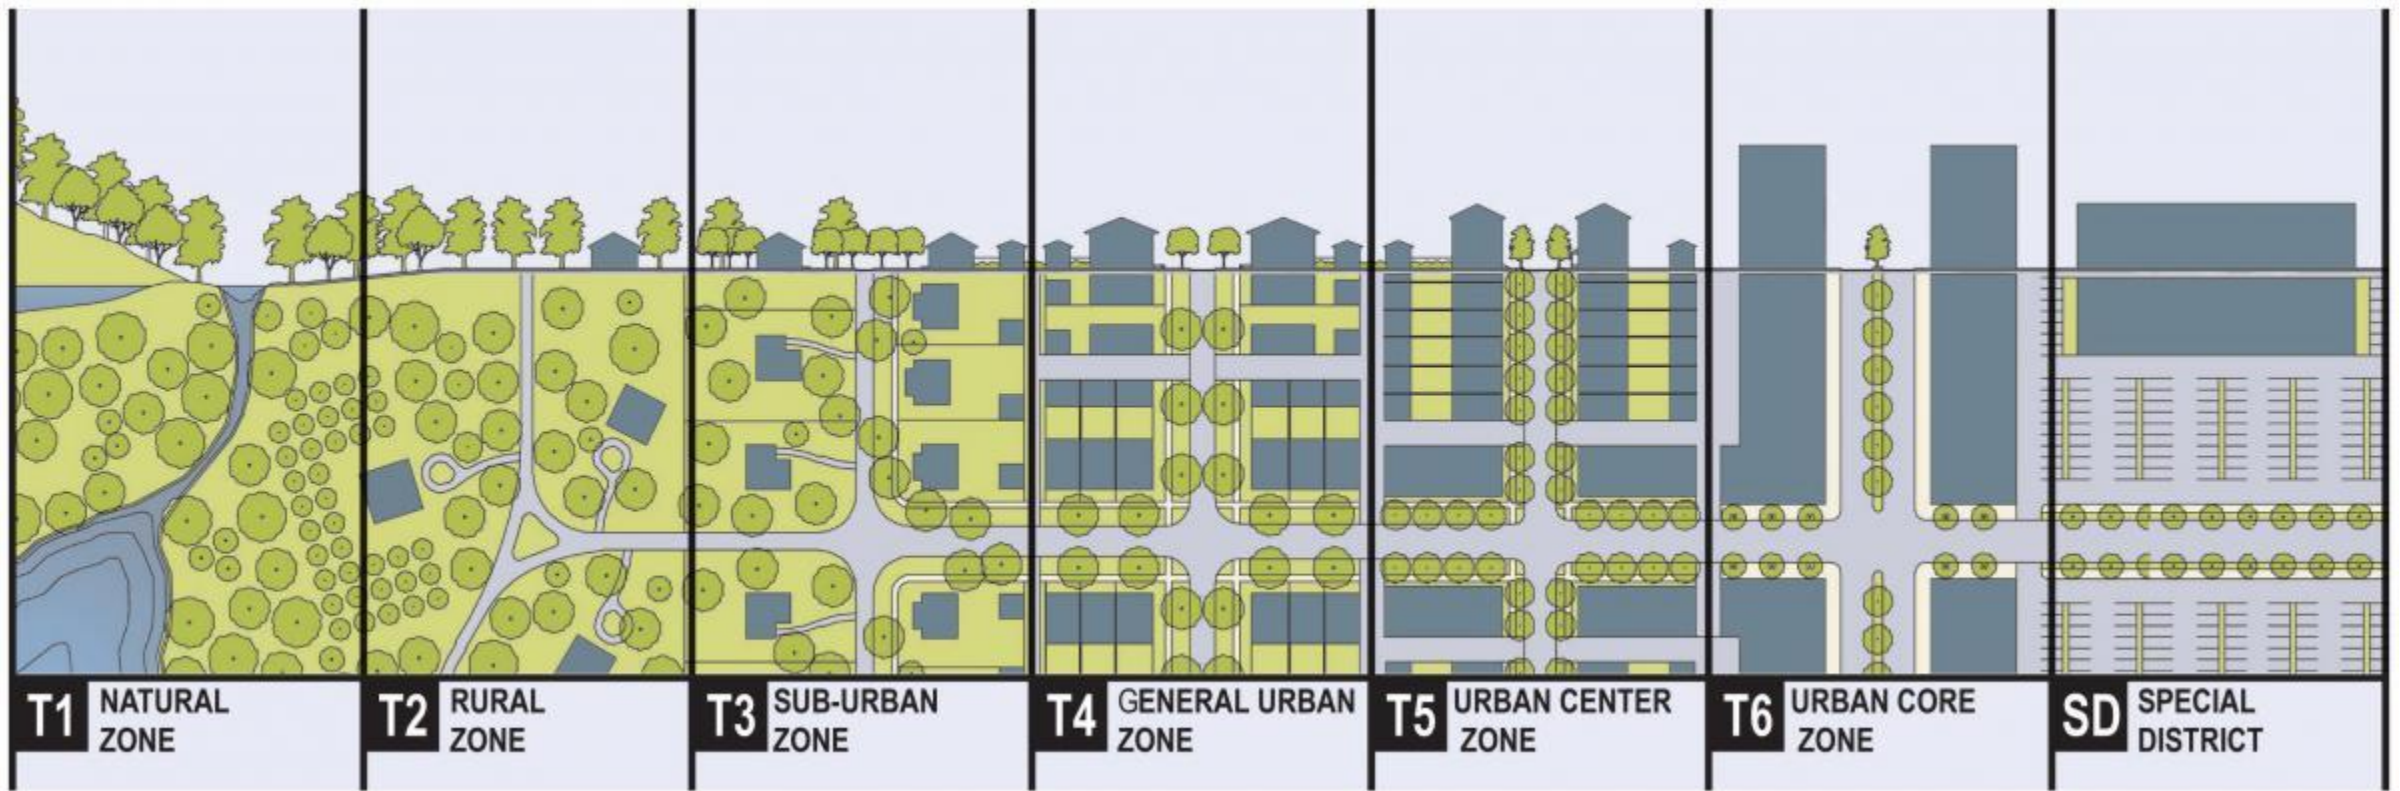 T1 NATURAL
ZONE
T2 RURAL
ZONE
T3 SUB-URBAN
ZONE
T4 GENERAL URBAN
ZONE
T5 URBAN CENTER
ZONE
T6 URBAN CORE
ZONE
SD SPECIAL
DISTRICT